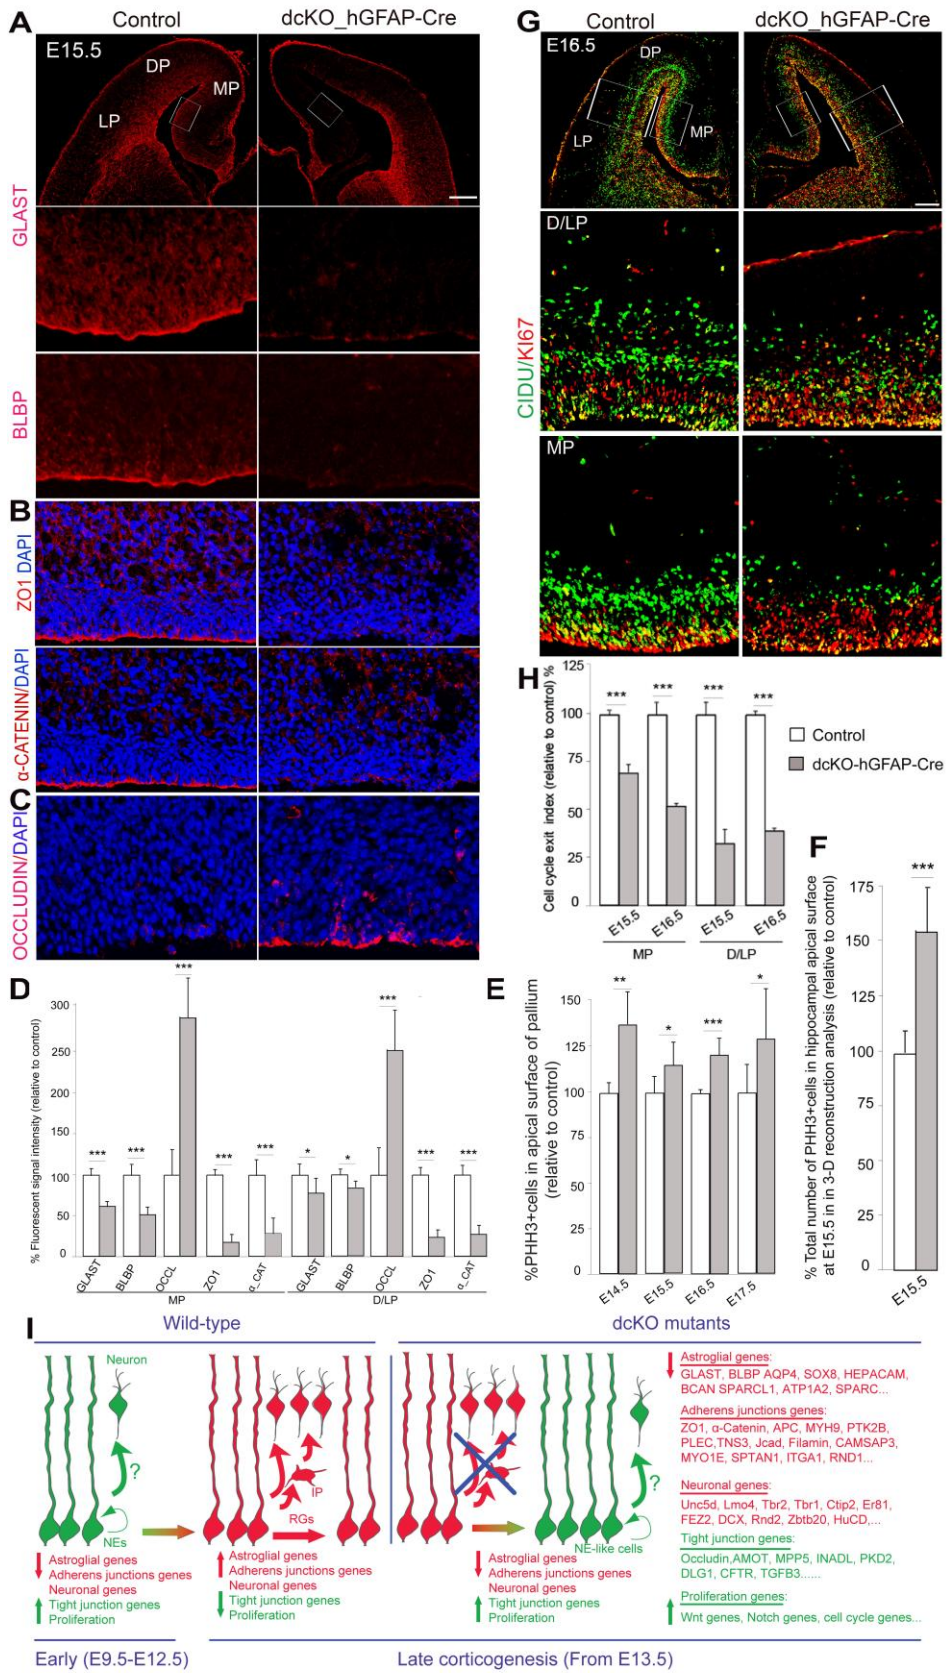 A
Control
dcKO_hGFAP-Cre
E15.5
DP
MP
LP
GLAST
BLBP
B
ZO1 DAPI
α-CATENIN/DAPI
C
OCCLUDIN/DAPI
G
Control
dcKO_hGFAP-Cre
E16.5
DP
LP
MP
D/LP
CIDU/KI67
MP
H
Cell cycle exit index (relative to control) %
125
100
75
50
25
0
***
***
***
***
E15.5
E16.5
E15.5
E16.5
MP
D/LP
Control
dcKO-hGFAP-Cre
D
% Fluorescent signal intensity (relative to control)
300
250
200
150
100
50
0
***
***
***
***
***
*
*
***
***
***
GLAST
BLBP
OCCL
ZO1
α_CAT
GLAST
BLBP
OCCL
ZO1
α_CAT
MP
D/LP
E
%PHH3+cells in apical surface of pallium
(relative to control)
150
125
100
75
50
25
0
**
*
***
*
E14.5
E15.5
E16.5
E17.5
F
% Total number of PHH3+cells in hippocampal apical surface
at E15.5 in in 3-D reconstruction analysis (relative to control)
175
150
125
100
75
50
25
0
***
E15.5
I
Wild-type
dcKO mutants
Neuron
?
NEs
IP
RGs
?
NE-like cells
Astroglial genes
Adherens junctions genes
Neuronal genes
Tight junction genes
Proliferation
Astroglial genes
Adherens junctions genes
Neuronal genes
Tight junction genes
Proliferation
Astroglial genes
Adherens junctions genes
Neuronal genes
Tight junction genes
Proliferation
Astroglial genes:
GLAST, BLBP AQP4, SOX8, HEPACAM,
BCAN SPARCL1, ATP1A2, SPARC...
Adherens junctions genes:
ZO1, α-Catenin, APC, MYH9, PTK2B,
PLEC,TNS3, Jcad, Filamin, CAMSAP3,
MYO1E, SPTAN1, ITGA1, RND1...
Neuronal genes:
Unc5d, Lmo4, Tbr2, Tbr1, Ctip2, Er81,
FEZ2, DCX, Rnd2, Zbtb20, HuCD,...
Tight junction genes:
Occludin,AMOT, MPP5, INADL, PKD2,
DLG1, CFTR, TGFB3......
Proliferation genes:
Wnt genes, Notch genes, cell cycle genes...
Early (E9.5-E12.5)
Late corticogenesis (From E13.5)